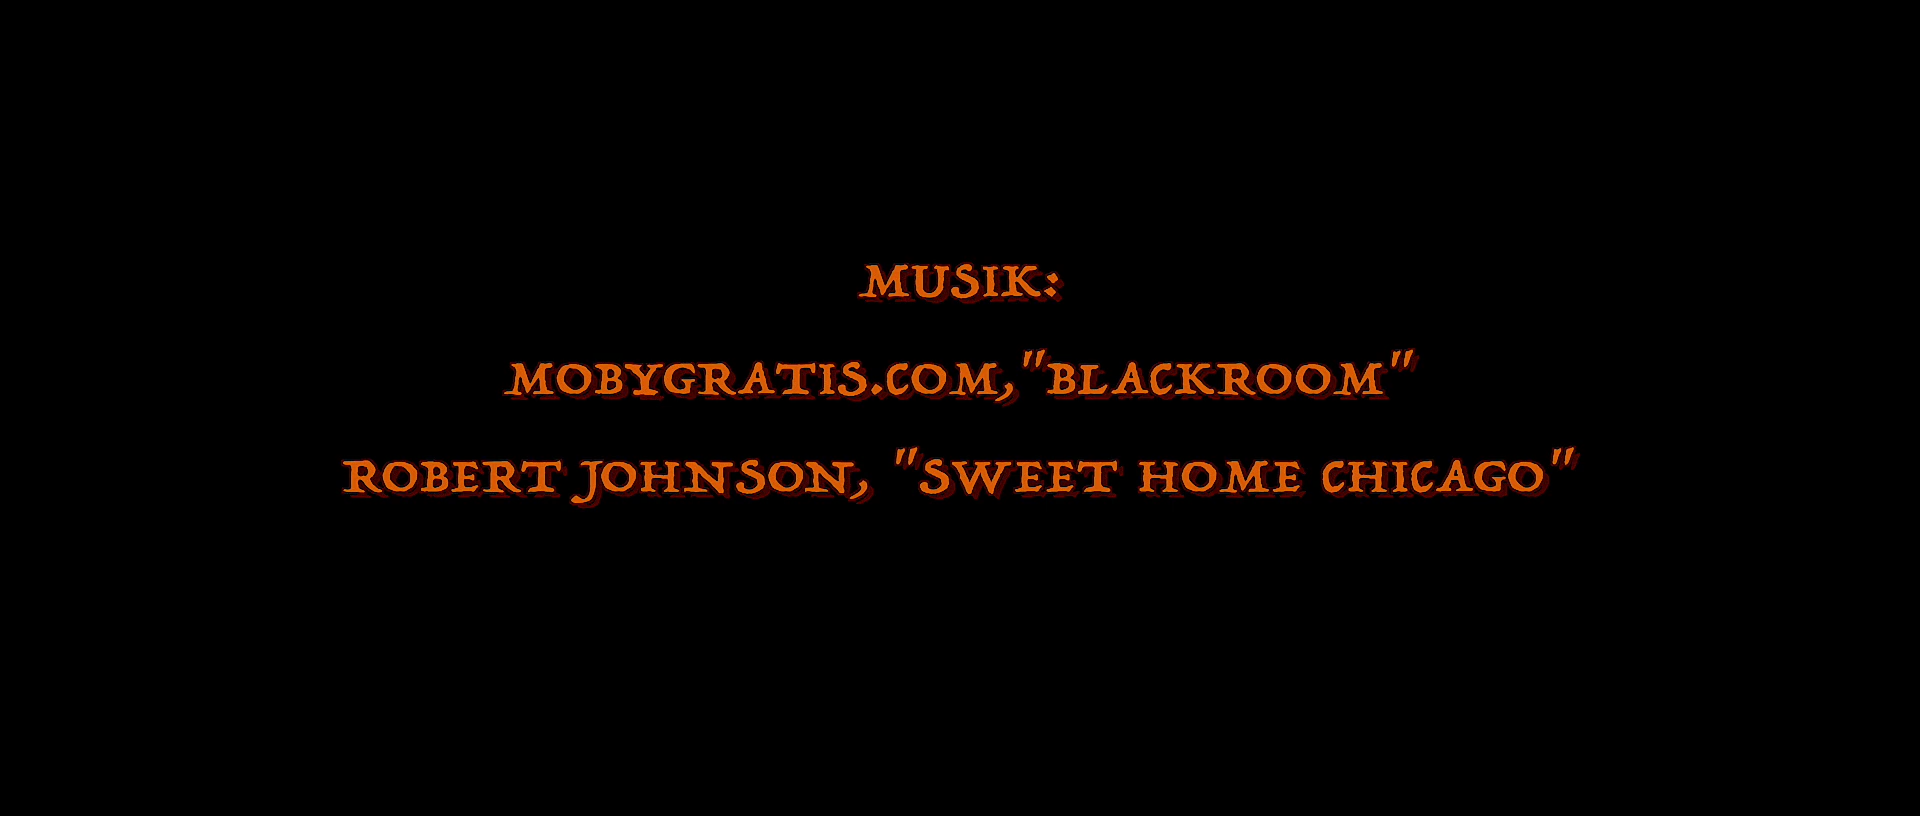 MUSIK:
MOBYGRATIS.COM,"BLACKROOM"
ROBERT JOHNSON, "SWEET HOME CHICAGO"